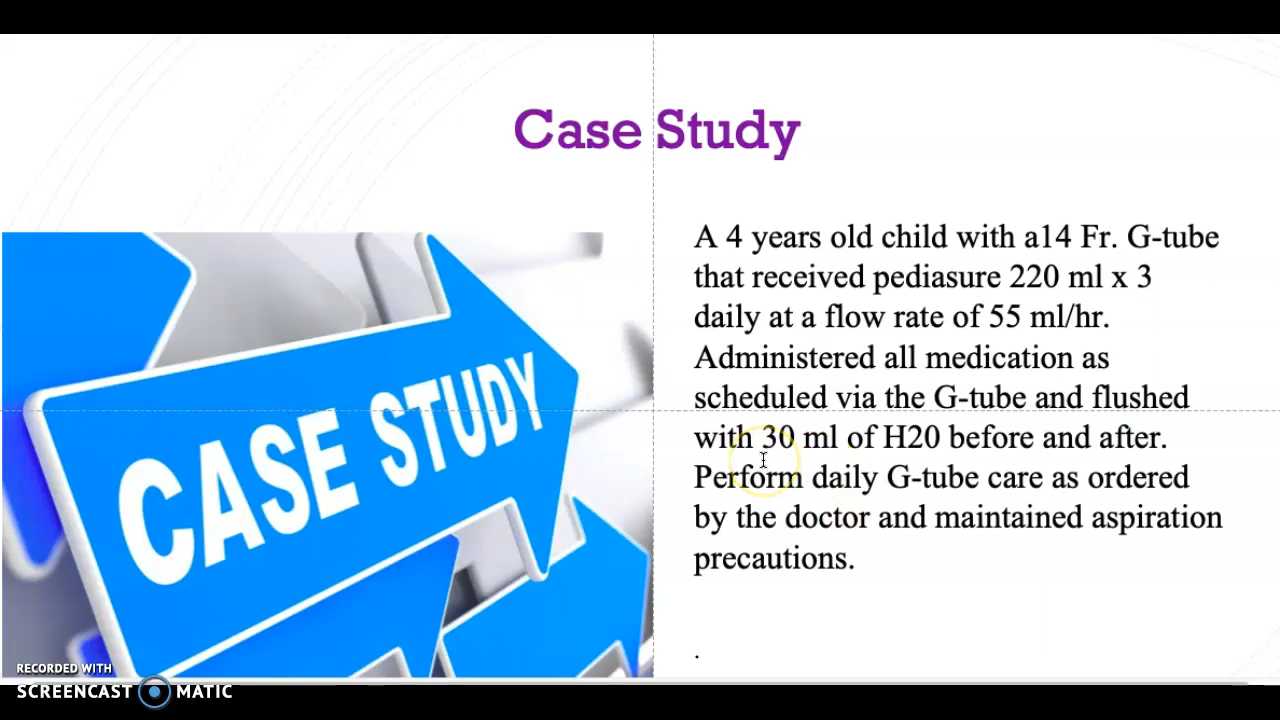 Case Study
CASE STUDY
A 4 years old child with a14 Fr. G-tube
that received pediasure 220 ml x 3
daily at a flow rate of 55 ml/hr.
Administered all medication as
scheduled via the G-tube and flushed
with 30 ml of H20 before and after.
Perform daily G-tube care as ordered
by the doctor and maintained aspiration
precautions.
.
RECORDED WITH
SCREENCAST MATIC